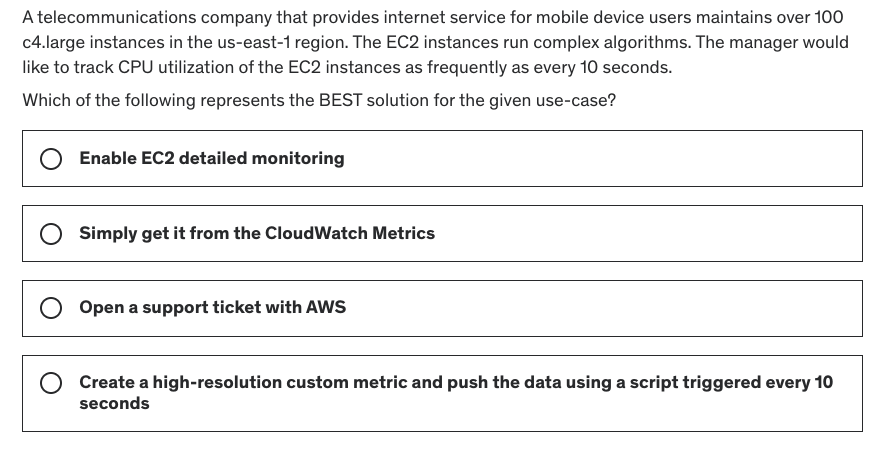 A telecommunications company that provides internet service for mobile device users maintains over 100
c4.large instances in the us-east-1 region. The EC2 instances run complex algorithms. The manager would
like to track CPU utilization of the EC2 instances as frequently as every 10 seconds.
Which of the following represents the BEST solution for the given use-case?
Enable EC2 detailed monitoring
Simply get it from the CloudWatch Metrics
Open a support ticket with AWS
Create a high-resolution custom metric and push the data using a script triggered every 10
seconds